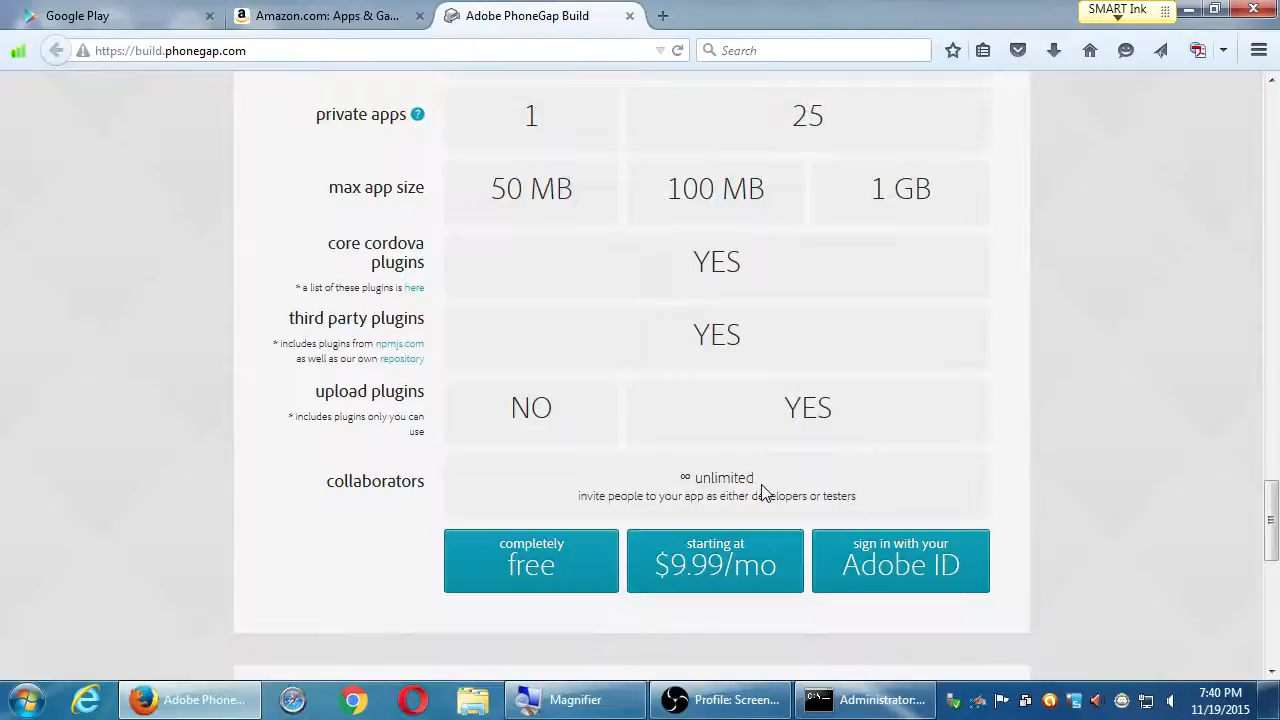 Google Play
Amazon.com: Apps & Ga...
Adobe PhoneGap Build
SMART Ink
https://build.phonegap.com
Search
private apps ?
1
25
max app size
50 MB
100 MB
1 GB
core cordova
plugins
* a list of these plugins is here
YES
third party plugins
* includes plugins from npmjs.com
as well as our own repository
YES
upload plugins
* includes plugins only you can
use
NO
YES
collaborators
∞ unlimited
invite people to your app as either developers or testers
completely
free
starting at
$9.99/mo
sign in with your
Adobe ID
Adobe Phone...
Magnifier
Profile: Screen...
Administrator:...
7:40 PM
11/19/2015